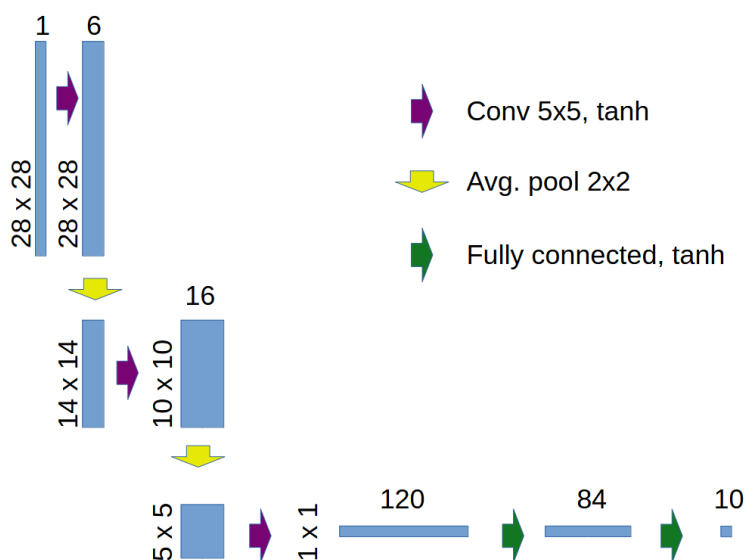 1
6
28 x 28
28 x 28
Conv 5x5, tanh
Avg. pool 2x2
Fully connected, tanh
16
14 x 14
10 x 10
120
84
10
5 x 5
1 x 1